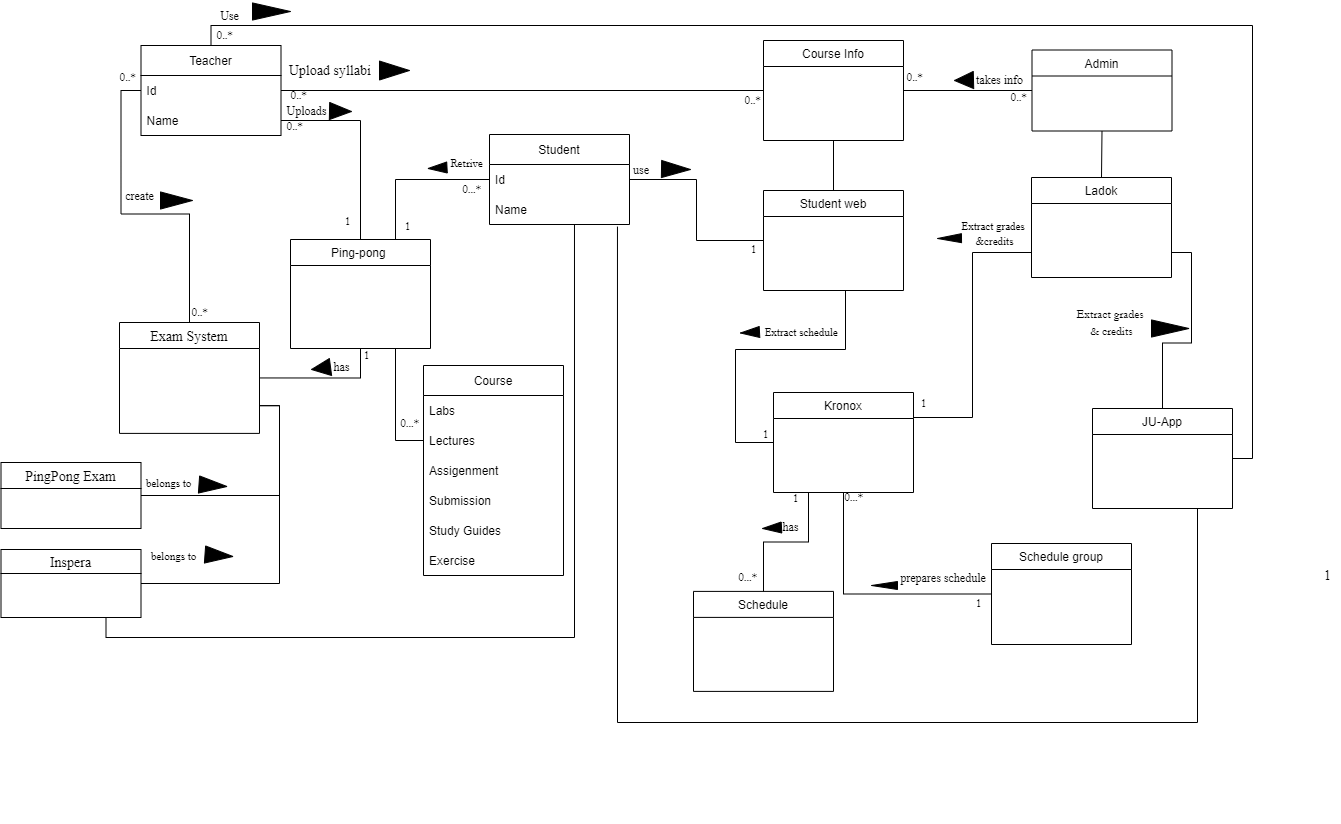 Use
0..*
Teacher
Id
Name
0..*
Upload syllabi
0..*
Uploads
0..*
Course Info
0..*
0..*
takes info
0..*
Admin
Student
Id
Name
Retrive
0...*
use
1
Student web
Ladok
create
1
1
Ping-pong
Extract grades
&credits
0..*
Exam System
has
1
Extract schedule
Extract grades
& credits
Course
Labs
Lectures
Assigenment
Submission
Study Guides
Exercise
0...*
Kronox
1
1
JU-App
PingPong Exam
belongs to
Inspera
belongs to
1
0...*
has
0...*
Schedule
prepares schedule
1
Schedule group
1